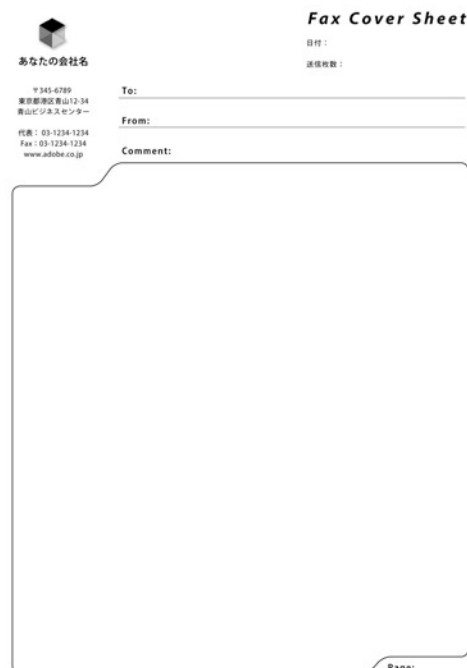 Fax Cover Sheet
日付：
送信枚数：
あなたの会社名
〒345-6789
東京都港区青山12-34
青山ビジネスセンター
代表： 03-1234-1234
Fax：03-1234-1234
www.adobe.co.jp
To:
From:
Comment:
Page: